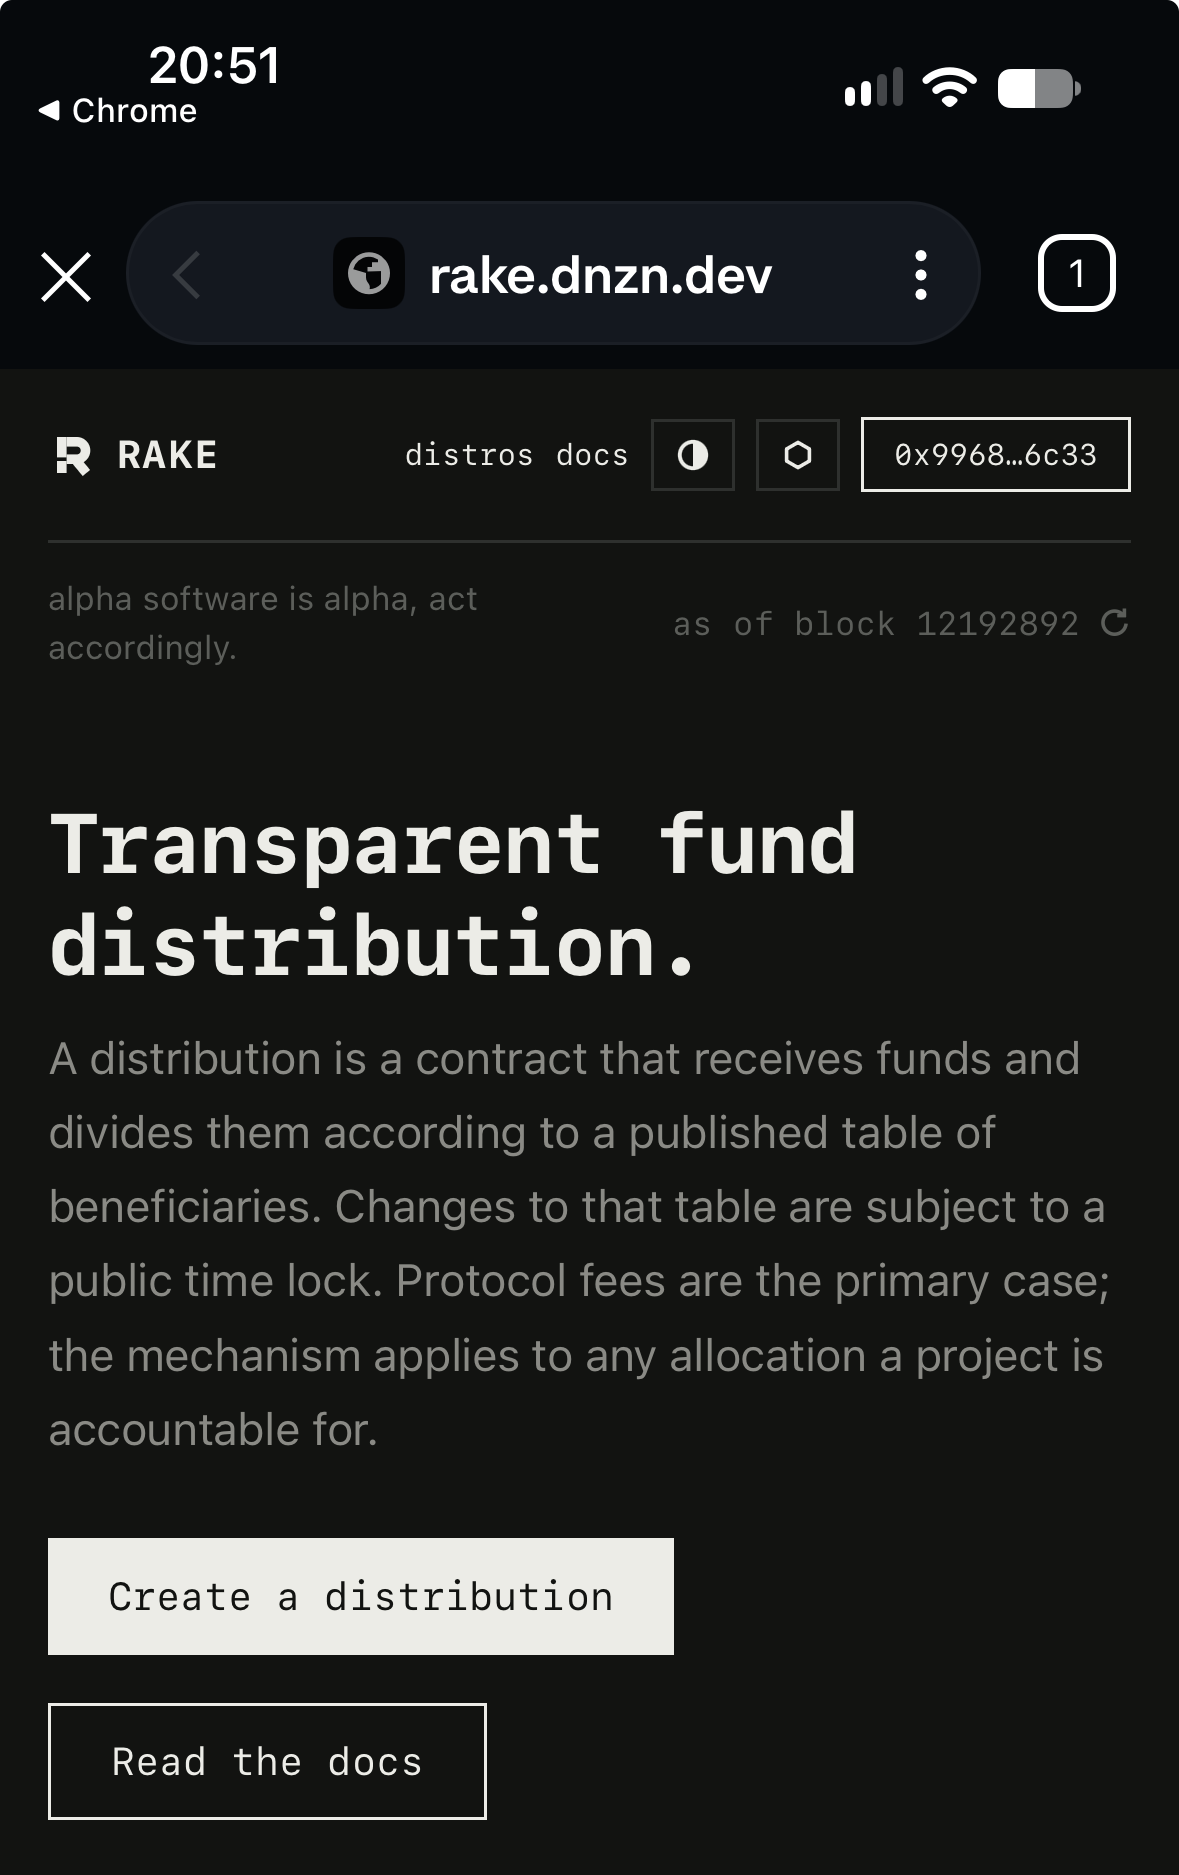 20:51
Chrome
rake.dnzn.dev
1
RAKE
distros docs
0x9968…6c33
alpha software is alpha, act
accordingly.
as of block 12192892
Transparent fund
distribution.
A distribution is a contract that receives funds and
divides them according to a published table of
beneficiaries. Changes to that table are subject to a
public time lock. Protocol fees are the primary case;
the mechanism applies to any allocation a project is
accountable for.
Create a distribution
Read the docs